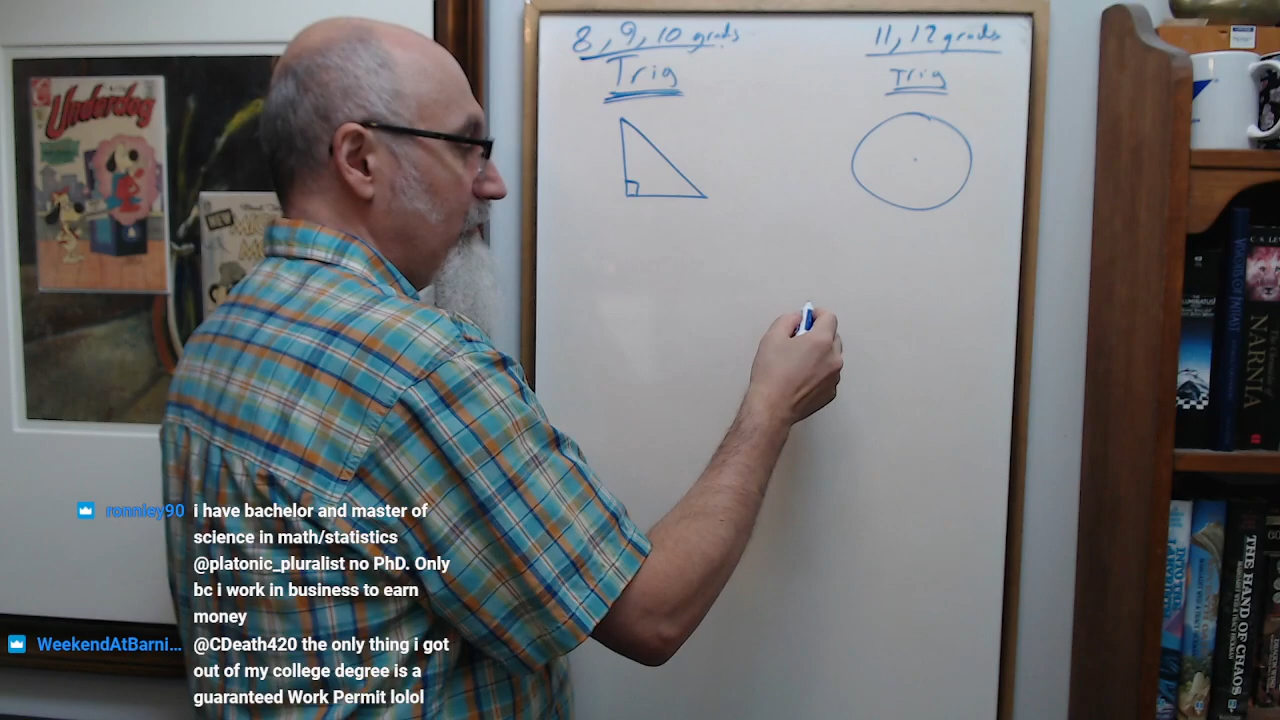 Underdog
NEW
8, 9, 10 grads
Trig
11, 12 grads
Trig
NARNIA
THE HAND OF CHAOS
ronnley90 i have bachelor and master of
science in math/statistics
@platonic_pluralist no PhD. Only
bc i work in business to earn
money
WeekendAtBarni... @CDeath420 the only thing i got
out of my college degree is a
guaranteed Work Permit lolol